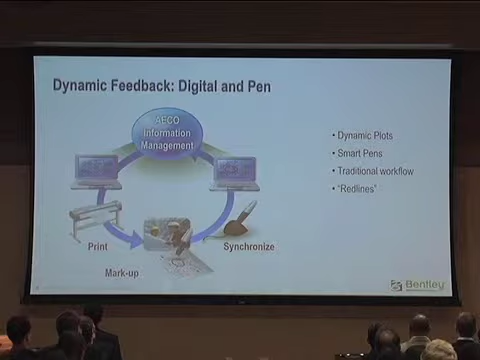 Dynamic Feedback: Digital and Pen
AECO
Information
Management
Print
Mark-up
Synchronize
• Dynamic Plots
• Smart Pens
• Traditional workflow
• “Redlines”
Bentley